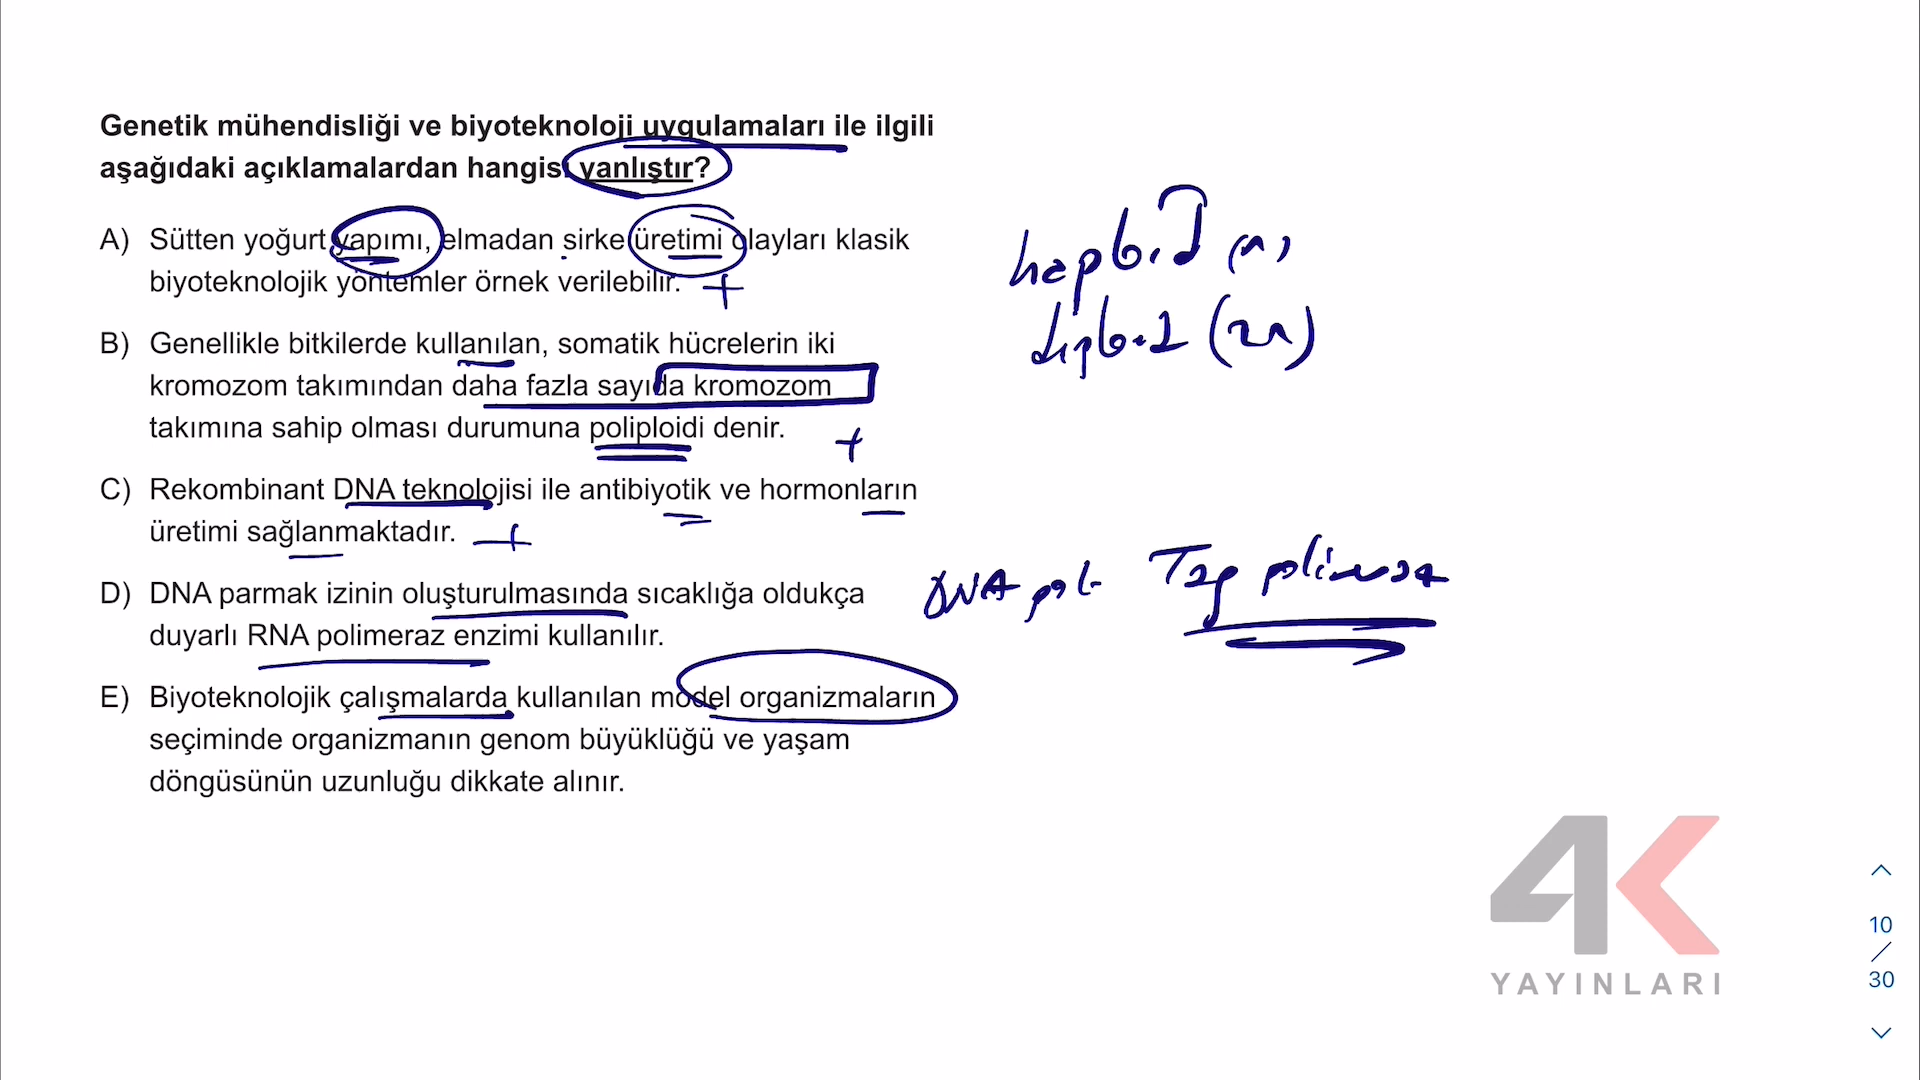 Genetik mühendisliği ve biyoteknoloji uygulamaları ile ilgili
aşağıdaki açıklamalardan hangisi yanlıştır?
A) Sütten yoğurt yapımı, elmadan sirke üretimi olayları klasik
biyoteknolojik yöntemler örnek verilebilir. +
B) Genellikle bitkilerde kullanılan, somatik hücrelerin iki
kromozom takımından daha fazla sayıda kromozom
takımına sahip olması durumuna poliploidi denir. +
C) Rekombinant DNA teknolojisi ile antibiyotik ve hormonların
üretimi sağlanmaktadır. +
D) DNA parmak izinin oluşturulmasında sıcaklığa oldukça
duyarlı RNA polimeraz enzimi kullanılır.
E) Biyoteknolojik çalışmalarda kullanılan model organizmaların
seçiminde organizmanın genom büyüklüğü ve yaşam
döngüsünün uzunluğu dikkate alınır.
haploid (n)
diploid (2n)
DNA pol. Taq polimeraz
4K
YAYINLARI
10
/
30